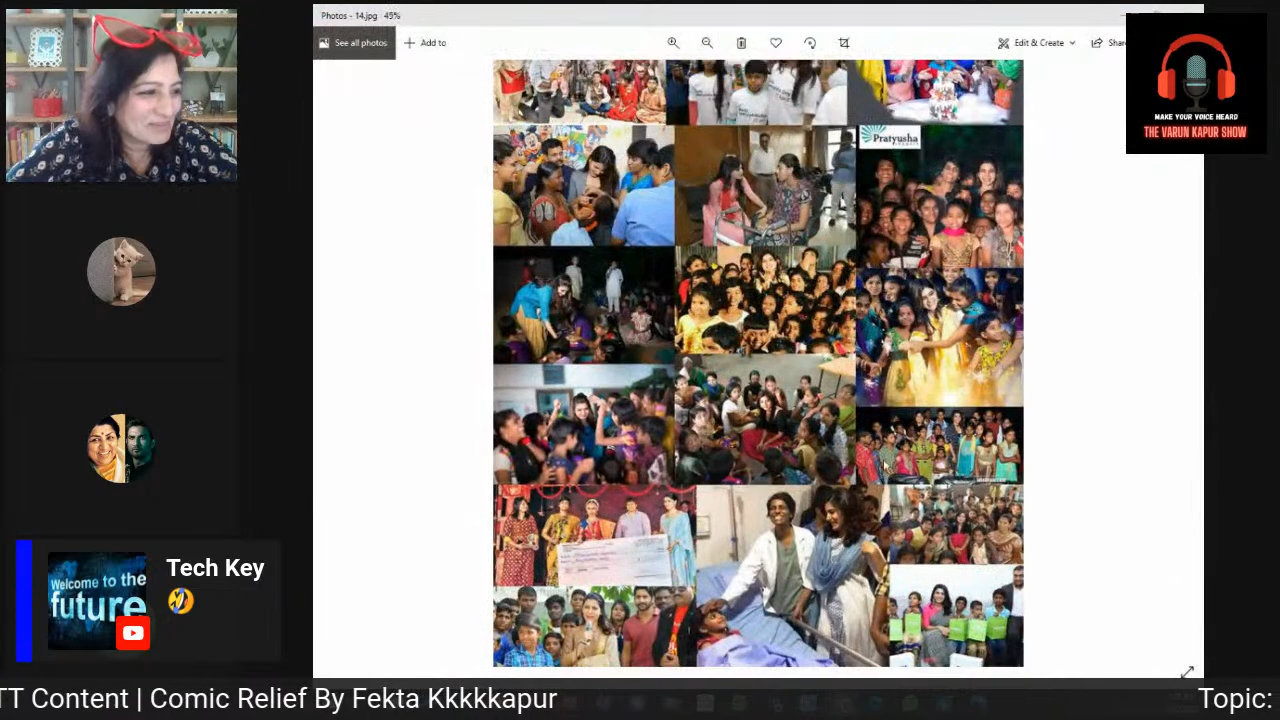 Photos - 14.jpg 45%
See all photos
Add to
Edit & Create
Shar
MAKE YOUR VOICE HEARD
THE VARUN KAPUR SHOW
Pratyusha
Welcome to the
future
Tech Key
🤣
TT Content | Comic Relief By Fekta Kkkkkapur
Topic: